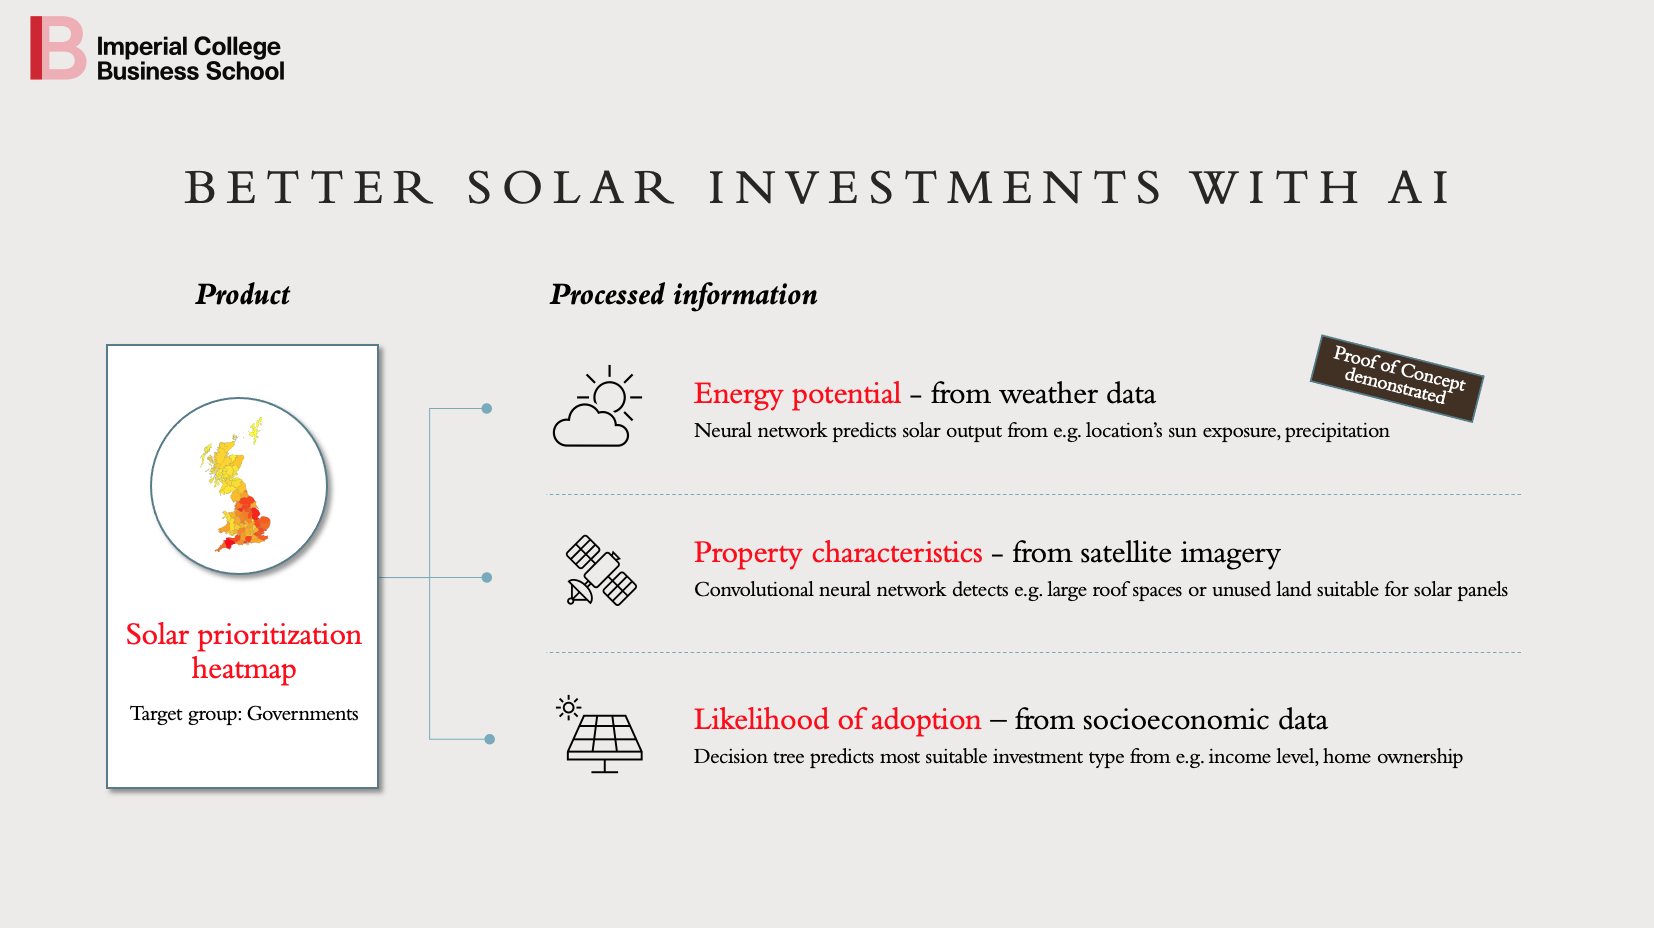 Imperial College
Business School
BETTER SOLAR INVESTMENTS WITH AI
Product
Processed information
Proof of Concept
demonstrated
Energy potential - from weather data
Neural network predicts solar output from e.g. location’s sun exposure, precipitation
Property characteristics - from satellite imagery
Convolutional neural network detects e.g. large roof spaces or unused land suitable for solar panels
Solar prioritization
heatmap
Target group: Governments
Likelihood of adoption – from socioeconomic data
Decision tree predicts most suitable investment type from e.g. income level, home ownership